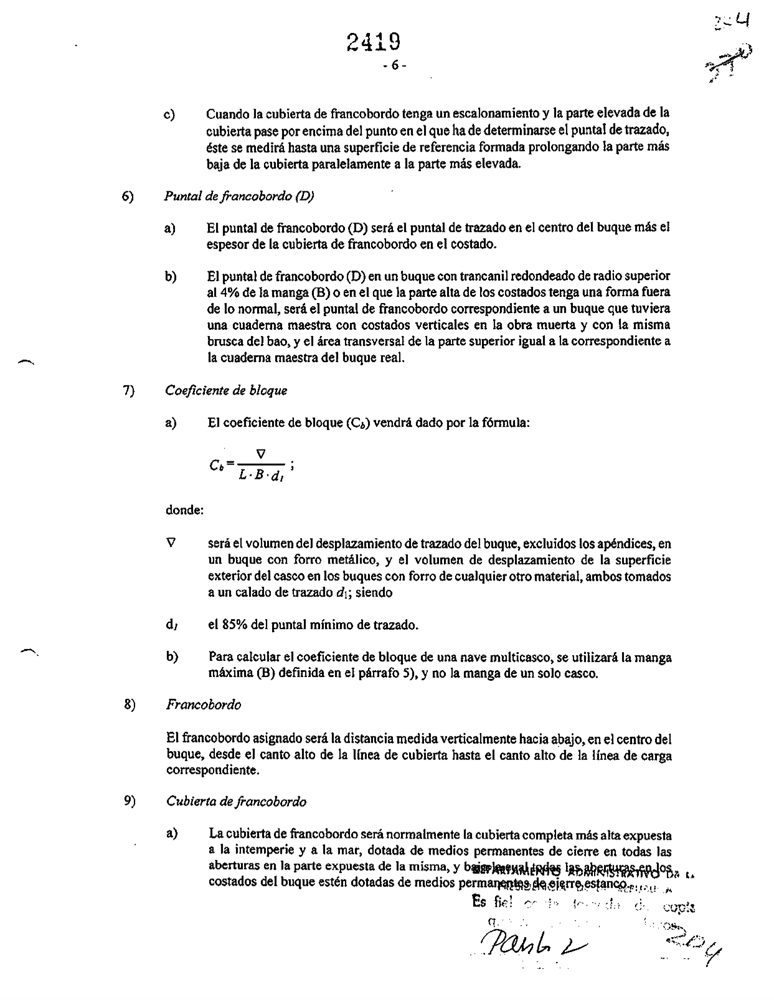 2419
- 6 -
c) Cuando la cubierta de francobordo tenga un escalonamiento y la parte elevada de la
cubierta pase por encima del punto en el que ha de determinarse el puntal de trazado,
éste se medirá hasta una superficie de referencia formada prolongando la parte más
baja de la cubierta paralelamente a la parte más elevada.
6) Puntal de francobordo (D)
a) El puntal de francobordo (D) será el puntal de trazado en el centro del buque más el
espesor de la cubierta de francobordo en el costado.
b) El puntal de francobordo (D) en un buque con trancanil redondeado de radio superior
al 4% de la manga (B) o en el que la parte alta de los costados tenga una forma fuera
de lo normal, será el puntal de francobordo correspondiente a un buque que tuviera
una cuaderna maestra con costados verticales en la obra muerta y con la misma
brusca del bao, y el área transversal de la parte superior igual a la correspondiente a
la cuaderna maestra del buque real.
7) Coeficiente de bloque
a) El coeficiente de bloque (C_b) vendrá dado por la fórmula:
C_b = ∇ / (L · B · d_1) ;
donde:
∇ será el volumen del desplazamiento de trazado del buque, excluidos los apéndices, en
un buque con forro metálico, y el volumen de desplazamiento de la superficie
exterior del casco en los buques con forro de cualquier otro material, ambos tomados
a un calado de trazado d₁; siendo
d₁ el 85% del puntal mínimo de trazado.
b) Para calcular el coeficiente de bloque de una nave multicasco, se utilizará la manga
máxima (B) definida en el párrafo 5), y no la manga de un solo casco.
8) Francobordo
El francobordo asignado será la distancia medida verticalmente hacia abajo, en el centro del
buque, desde el canto alto de la línea de cubierta hasta el canto alto de la línea de carga
correspondiente.
9) Cubierta de francobordo
a) La cubierta de francobordo será normalmente la cubierta completa más alta expuesta
a la intemperie y a la mar, dotada de medios permanentes de cierre en todas las
aberturas en la parte expuesta de la misma, y bajo la cual todas las aberturas en los
costados del buque estén dotadas de medios permanentes de cierre estanco.
DEPARTAMENTO ADMINISTRATIVO DE LA
Es fiel copia
204